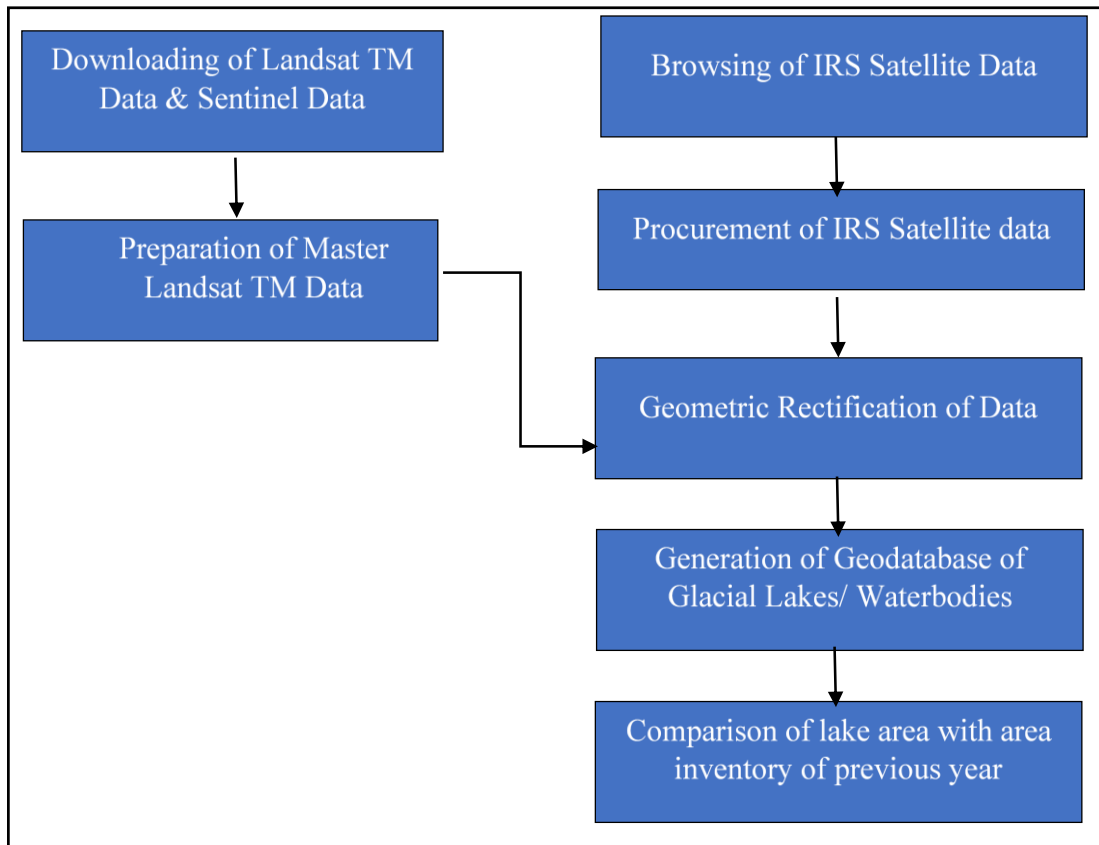 Downloading of Landsat TM
Data & Sentinel Data
Preparation of Master
Landsat TM Data
Browsing of IRS Satellite Data
Procurement of IRS Satellite data
Geometric Rectification of Data
Generation of Geodatabase of
Glacial Lakes/ Waterbodies
Comparison of lake area with area
inventory of previous year